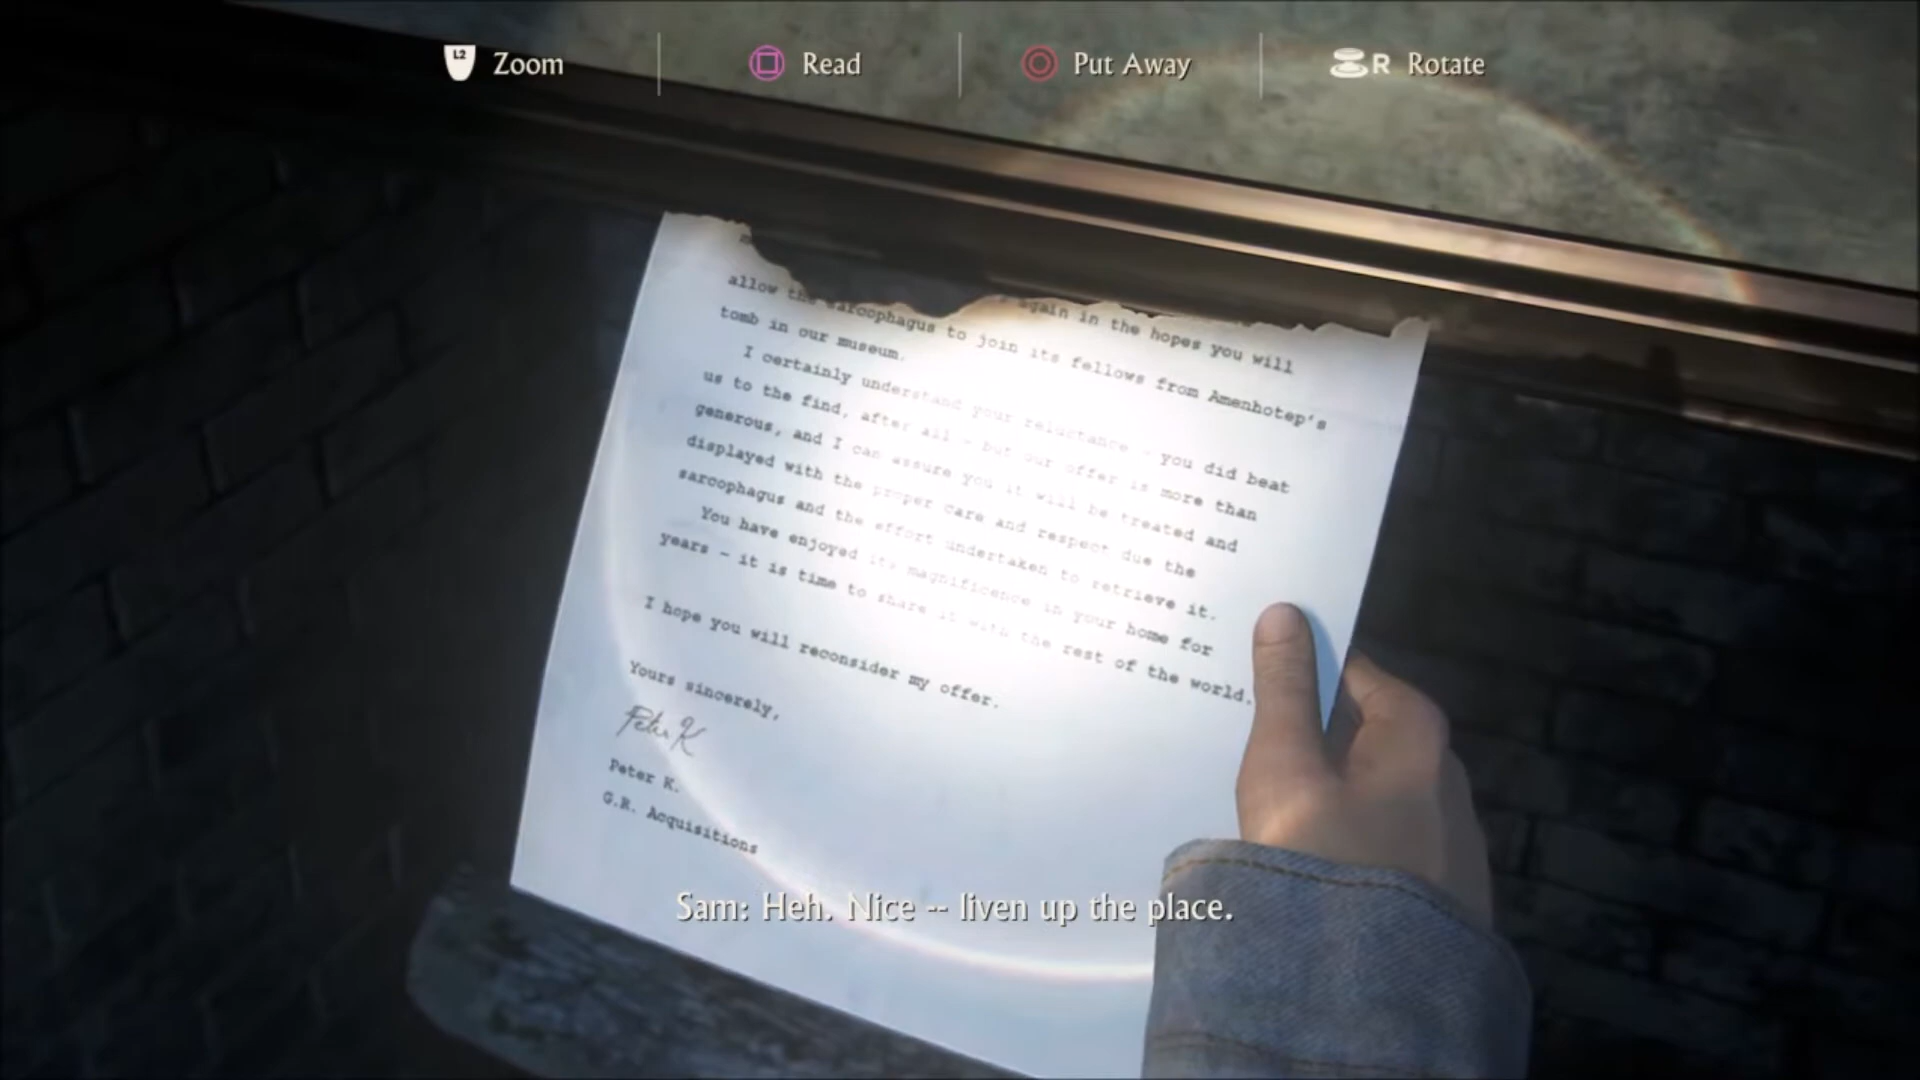 L2 Zoom
Read
Put Away
R Rotate
again in the hopes you will
allow the sarcophagus to join its fellows from Amenhotep's
tomb in our museum.
I certainly understand your reluctance - you did beat
us to the find, after all - but our offer is more than
generous, and I can assure you it will be treated and
displayed with the proper care and respect due the
sarcophagus and the effort undertaken to retrieve it.
You have enjoyed its magnificence in your home for
years - it is time to share it with the rest of the world.
I hope you will reconsider my offer.
Yours sincerely,
Peter K
Peter K.
G.R. Acquisitions
Sam: Heh. Nice -- liven up the place.